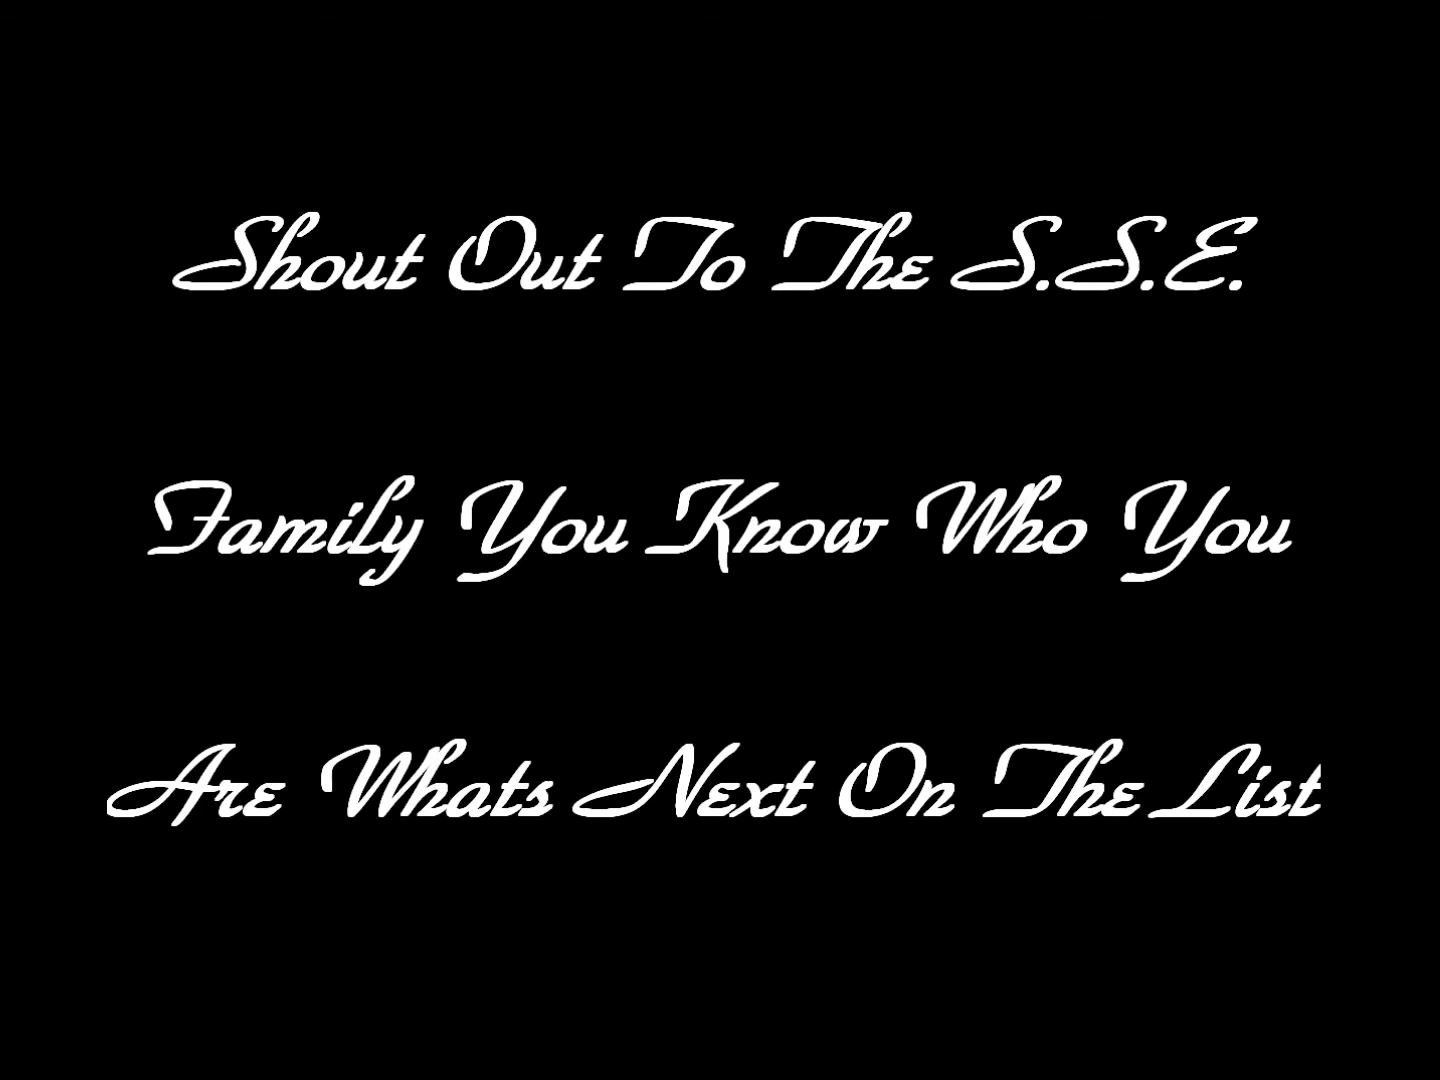 Shout Out To The S.S.E.
Family You Know Who You
Are Whats Next On The List